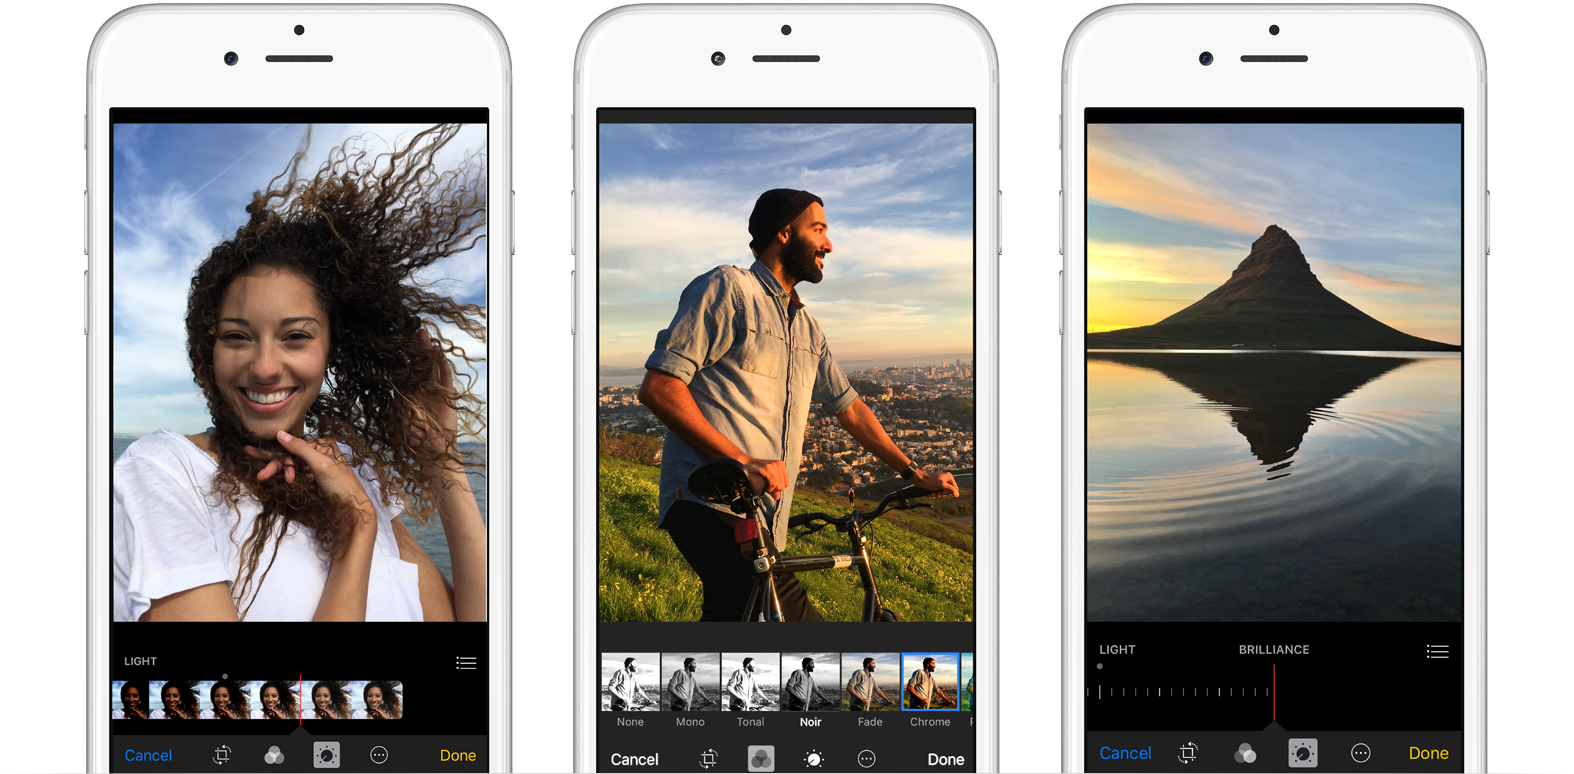 LIGHT
Cancel
Done
None Mono Tonal Noir Fade Chrome
Cancel
Done
LIGHT BRILLIANCE
Cancel
Done